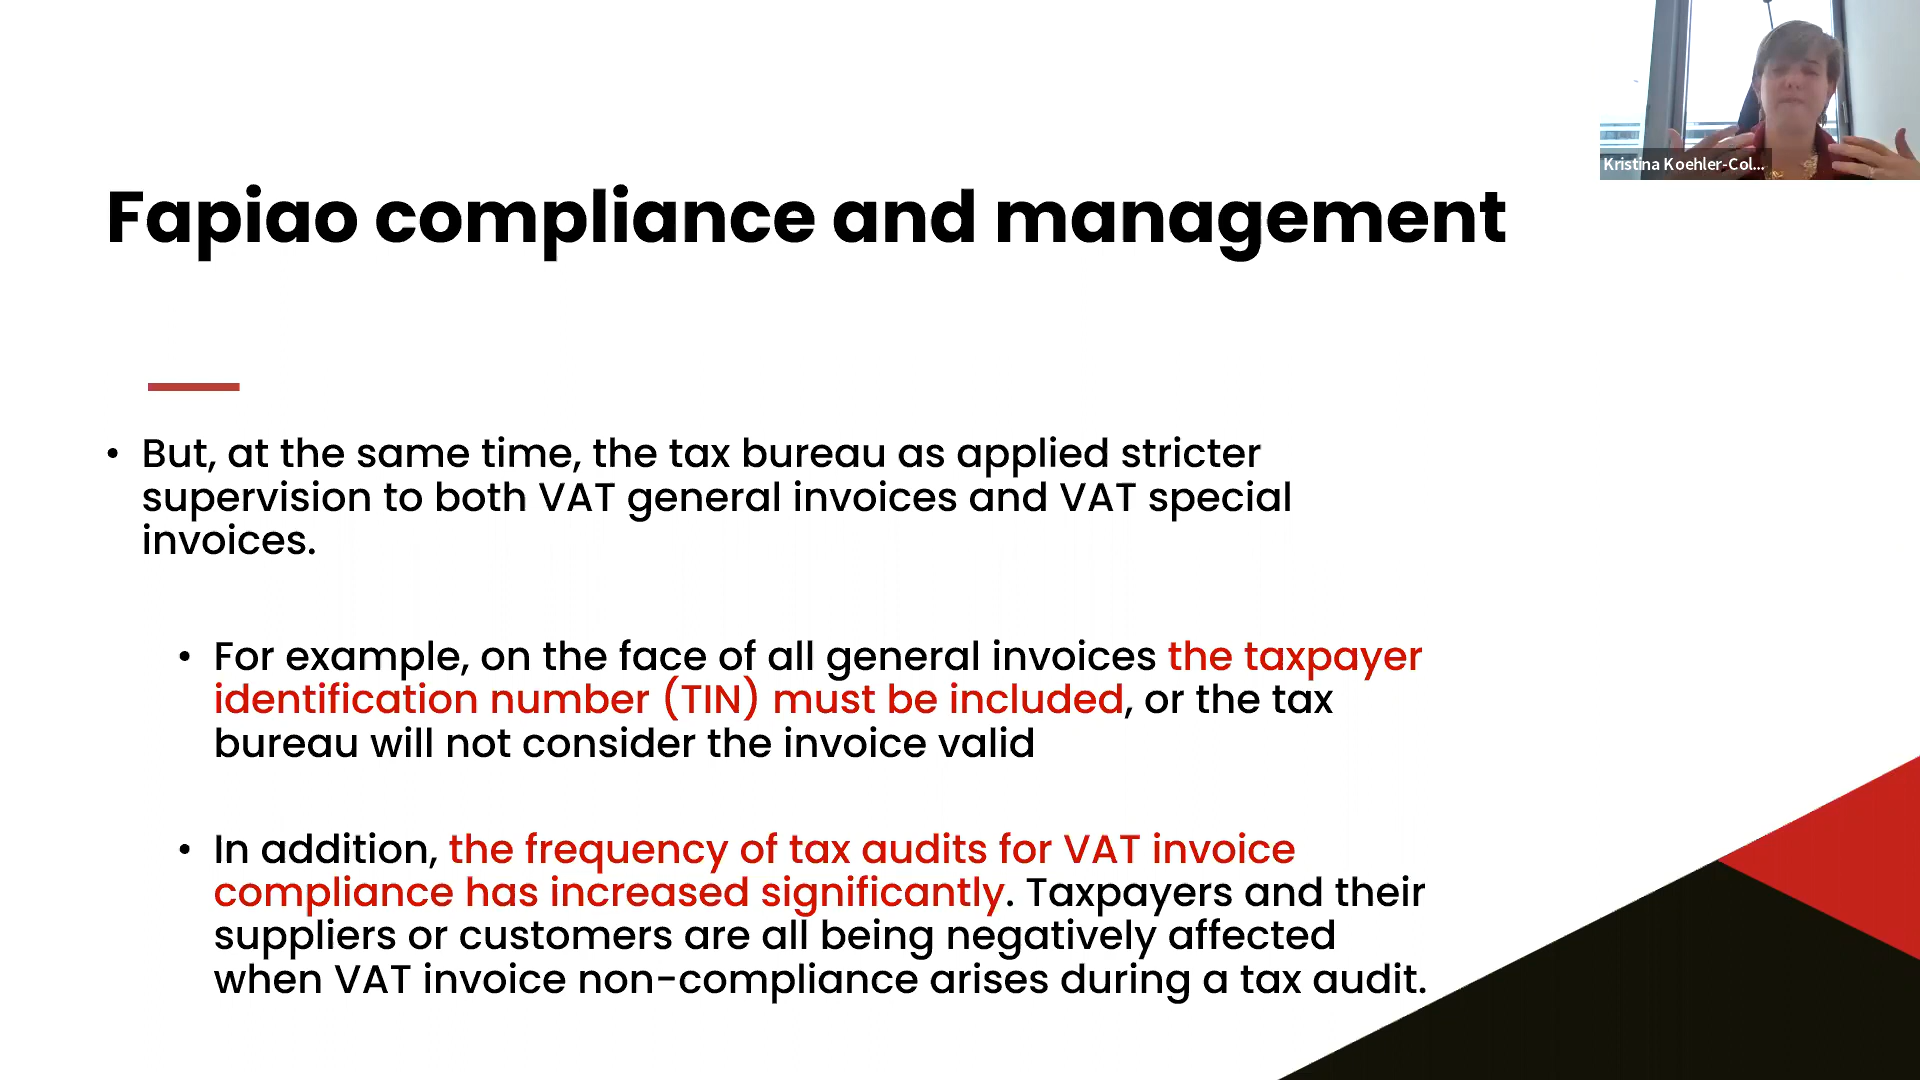 Kristina Koehler-Col...
Fapiao compliance and management
• But, at the same time, the tax bureau as applied stricter
supervision to both VAT general invoices and VAT special
invoices.
• For example, on the face of all general invoices the taxpayer
identification number (TIN) must be included, or the tax
bureau will not consider the invoice valid
• In addition, the frequency of tax audits for VAT invoice
compliance has increased significantly. Taxpayers and their
suppliers or customers are all being negatively affected
when VAT invoice non-compliance arises during a tax audit.